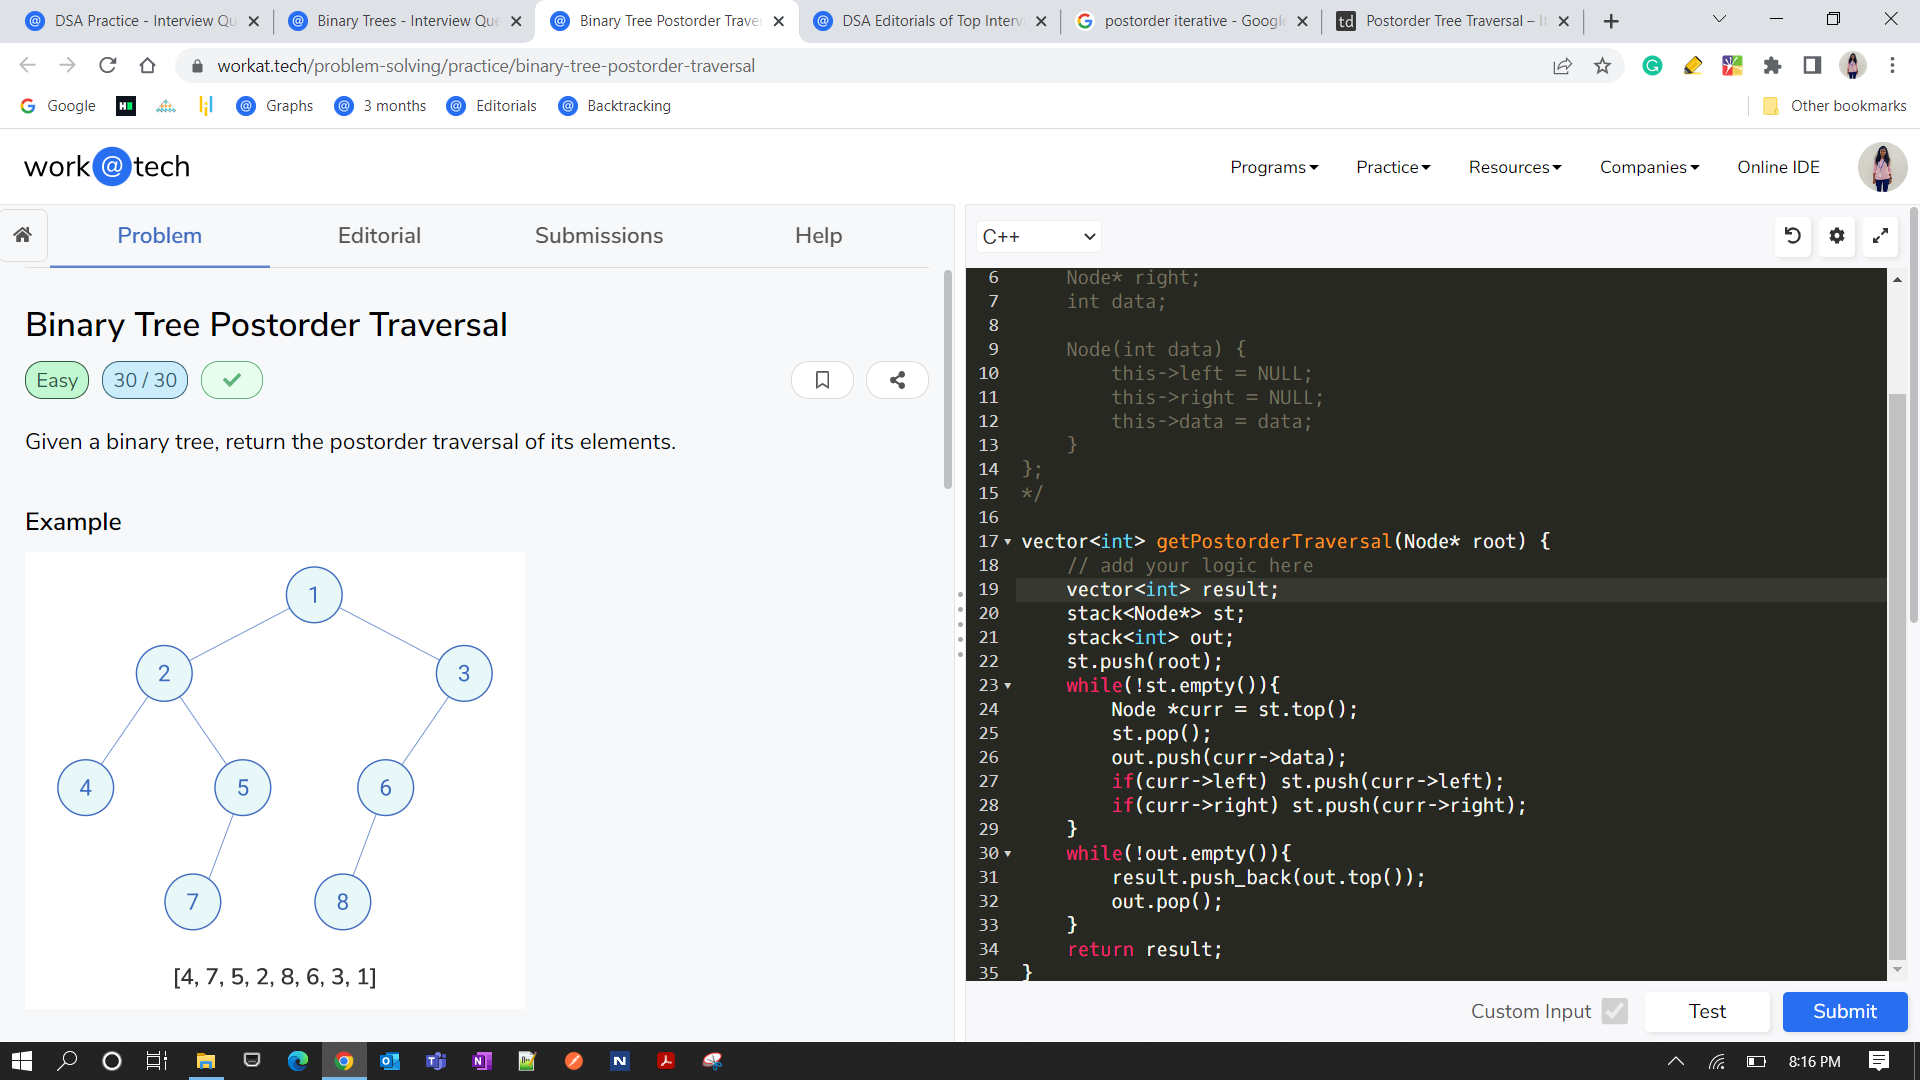 DSA Practice - Interview Qu
Binary Trees - Interview Que
Binary Tree Postorder Traver
DSA Editorials of Top Intervi
postorder iterative - Google
Postorder Tree Traversal – It
workat.tech/problem-solving/practice/binary-tree-postorder-traversal
Google
Graphs
3 months
Editorials
Backtracking
Other bookmarks
work@tech
Programs
Practice
Resources
Companies
Online IDE
Problem
Editorial
Submissions
Help
C++
Binary Tree Postorder Traversal
Easy
30 / 30
Given a binary tree, return the postorder traversal of its elements.
Example
1
2
3
4
5
6
7
8
[4, 7, 5, 2, 8, 6, 3, 1]
6 Node* right;
7 int data;
8
9 Node(int data) {
10 this->left = NULL;
11 this->right = NULL;
12 this->data = data;
13 }
14 };
15 */
16
17 vector<int> getPostorderTraversal(Node* root) {
18 // add your logic here
19 vector<int> result;
20 stack<Node*> st;
21 stack<int> out;
22 st.push(root);
23 while(!st.empty()){
24 Node *curr = st.top();
25 st.pop();
26 out.push(curr->data);
27 if(curr->left) st.push(curr->left);
28 if(curr->right) st.push(curr->right);
29 }
30 while(!out.empty()){
31 result.push_back(out.top());
32 out.pop();
33 }
34 return result;
35 }
Custom Input
Test
Submit
8:16 PM